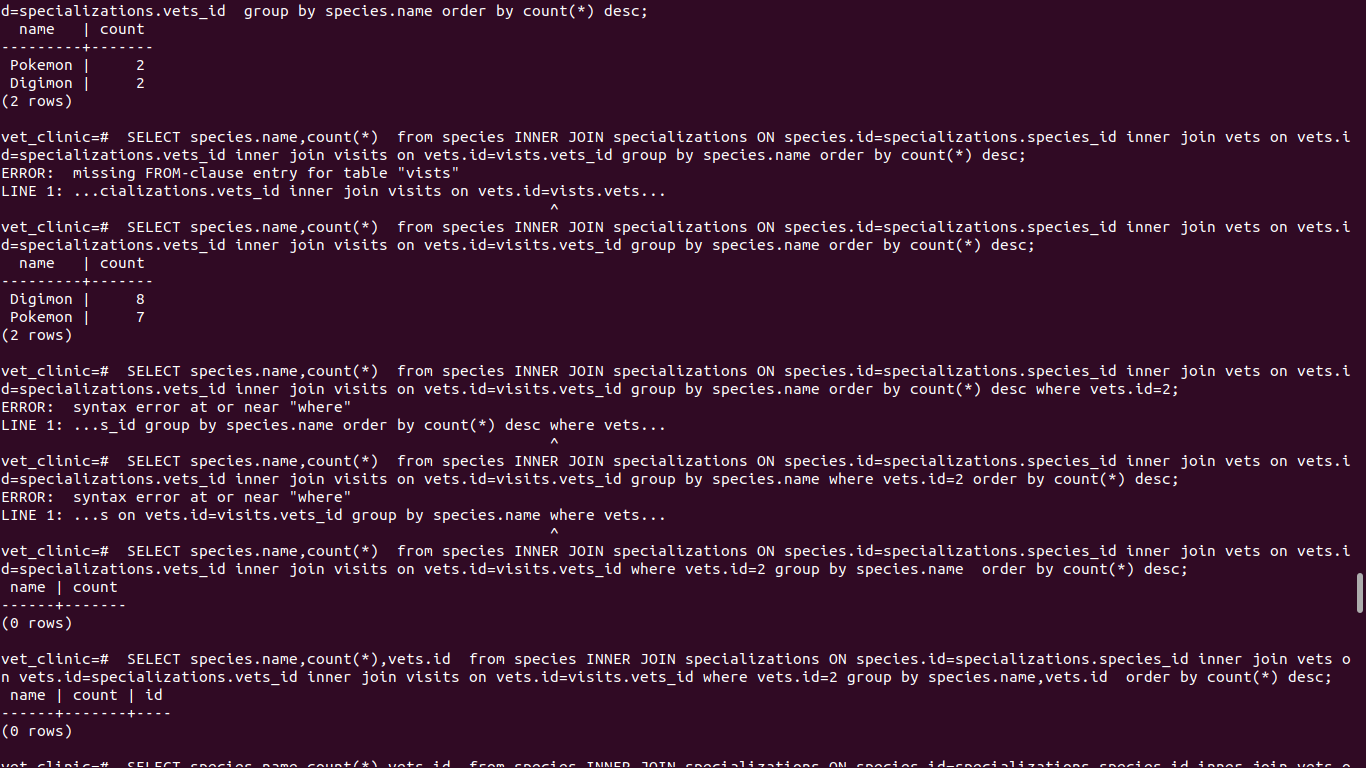 d=specializations.vets_id  group by species.name order by count(*) desc;
  name   | count
---------+-------
 Pokemon |     2
 Digimon |     2
(2 rows)

vet_clinic=#  SELECT species.name,count(*)  from species INNER JOIN specializations ON species.id=specializations.species_id inner join vets on vets.i
d=specializations.vets_id inner join visits on vets.id=vists.vets_id group by species.name order by count(*) desc;
ERROR:  missing FROM-clause entry for table "vists"
LINE 1: ...cializations.vets_id inner join visits on vets.id=vists.vets...
                                                             ^
vet_clinic=#  SELECT species.name,count(*)  from species INNER JOIN specializations ON species.id=specializations.species_id inner join vets on vets.i
d=specializations.vets_id inner join visits on vets.id=visits.vets_id group by species.name order by count(*) desc;
  name   | count
---------+-------
 Digimon |     8
 Pokemon |     7
(2 rows)

vet_clinic=#  SELECT species.name,count(*)  from species INNER JOIN specializations ON species.id=specializations.species_id inner join vets on vets.i
d=specializations.vets_id inner join visits on vets.id=visits.vets_id group by species.name order by count(*) desc where vets.id=2;
ERROR:  syntax error at or near "where"
LINE 1: ...s_id group by species.name order by count(*) desc where vets...
                                                             ^
vet_clinic=#  SELECT species.name,count(*)  from species INNER JOIN specializations ON species.id=specializations.species_id inner join vets on vets.i
d=specializations.vets_id inner join visits on vets.id=visits.vets_id group by species.name where vets.id=2 order by count(*) desc;
ERROR:  syntax error at or near "where"
LINE 1: ...s on vets.id=visits.vets_id group by species.name where vets...
                                                             ^
vet_clinic=#  SELECT species.name,count(*)  from species INNER JOIN specializations ON species.id=specializations.species_id inner join vets on vets.i
d=specializations.vets_id inner join visits on vets.id=visits.vets_id where vets.id=2 group by species.name  order by count(*) desc;
 name | count
------+-------
(0 rows)

vet_clinic=#  SELECT species.name,count(*),vets.id  from species INNER JOIN specializations ON species.id=specializations.species_id inner join vets o
n vets.id=specializations.vets_id inner join visits on vets.id=visits.vets_id where vets.id=2 group by species.name,vets.id  order by count(*) desc;
 name | count | id
------+-------+----
(0 rows)

vet_clinic=#  SELECT species.name,count(*),vets.id  from species INNER JOIN specializations ON species.id=specializations.species_id inner join vets o